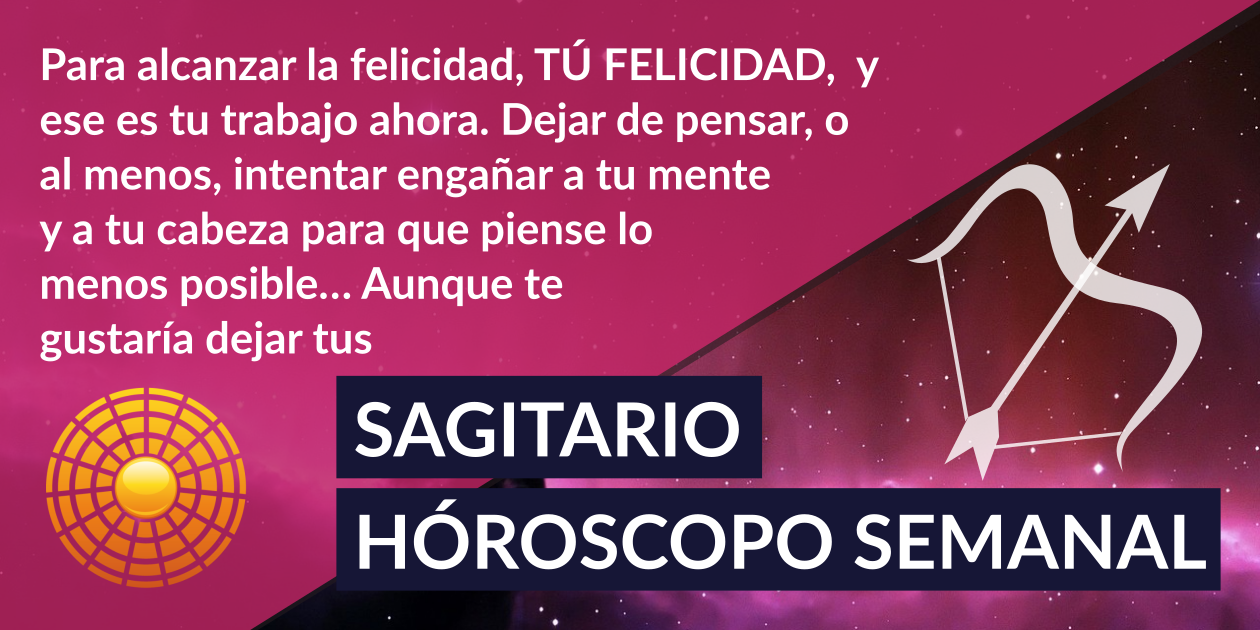 Para alcanzar la felicidad, TÚ FELICIDAD,  y
ese es tu trabajo ahora. Dejar de pensar, o
al menos, intentar engañar a tu mente
y a tu cabeza para que piense lo
menos posible... Aunque te
gustaría dejar tus
SAGITARIO
HÓROSCOPO SEMANAL